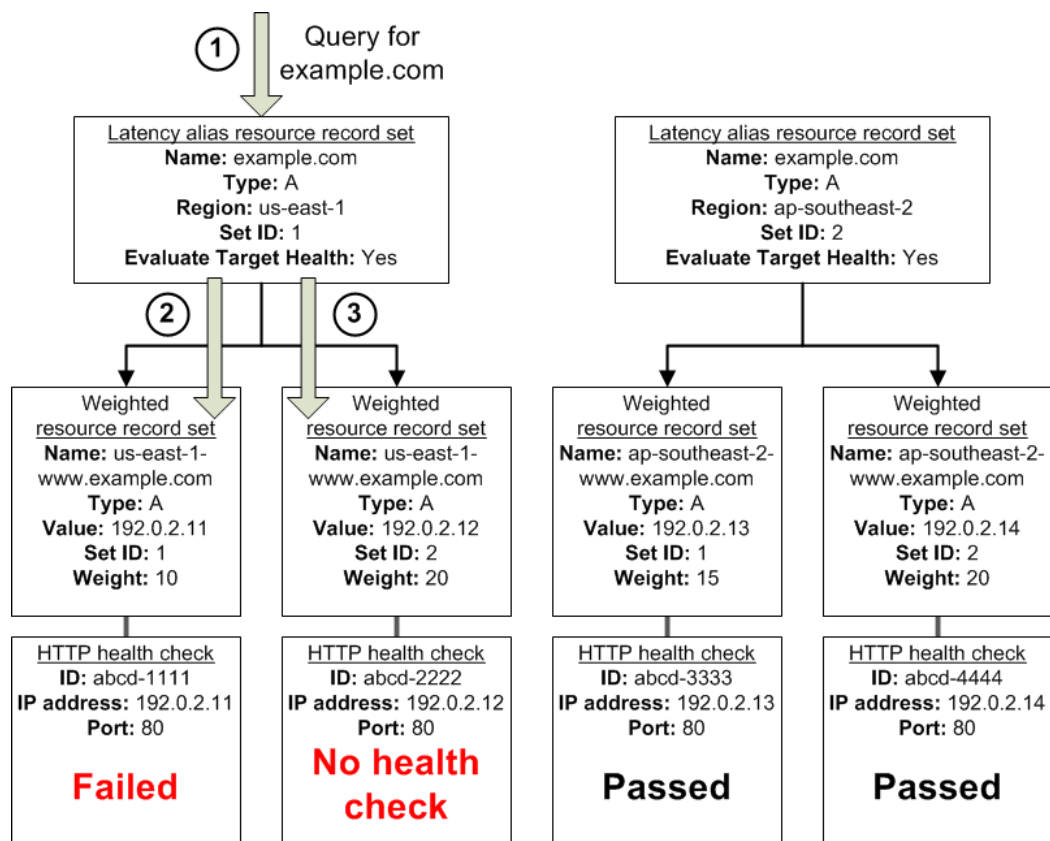 1
Query for
example.com
Latency alias resource record set
Name: example.com
Type: A
Region: us-east-1
Set ID: 1
Evaluate Target Health: Yes
Latency alias resource record set
Name: example.com
Type: A
Region: ap-southeast-2
Set ID: 2
Evaluate Target Health: Yes
2
3
Weighted
resource record set
Name: us-east-1-
www.example.com
Type: A
Value: 192.0.2.11
Set ID: 1
Weight: 10
Weighted
resource record set
Name: us-east-1-
www.example.com
Type: A
Value: 192.0.2.12
Set ID: 2
Weight: 20
Weighted
resource record set
Name: ap-southeast-2-
www.example.com
Type: A
Value: 192.0.2.13
Set ID: 1
Weight: 15
Weighted
resource record set
Name: ap-southeast-2-
www.example.com
Type: A
Value: 192.0.2.14
Set ID: 2
Weight: 20
HTTP health check
ID: abcd-1111
IP address: 192.0.2.11
Port: 80
Failed
HTTP health check
ID: abcd-2222
IP address: 192.0.2.12
Port: 80
No health
check
HTTP health check
ID: abcd-3333
IP address: 192.0.2.13
Port: 80
Passed
HTTP health check
ID: abcd-4444
IP address: 192.0.2.14
Port: 80
Passed